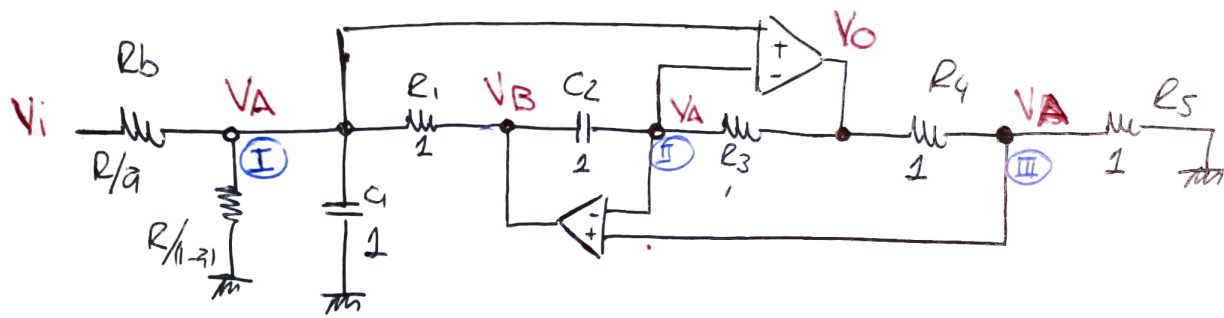 Rb
Vi
R/a
VA
I
R/(1-a)
C1
1
R1
1
VB
C2
1
VA
II
R3
+
-
VO
R4
1
VA
III
R5
1
-
+